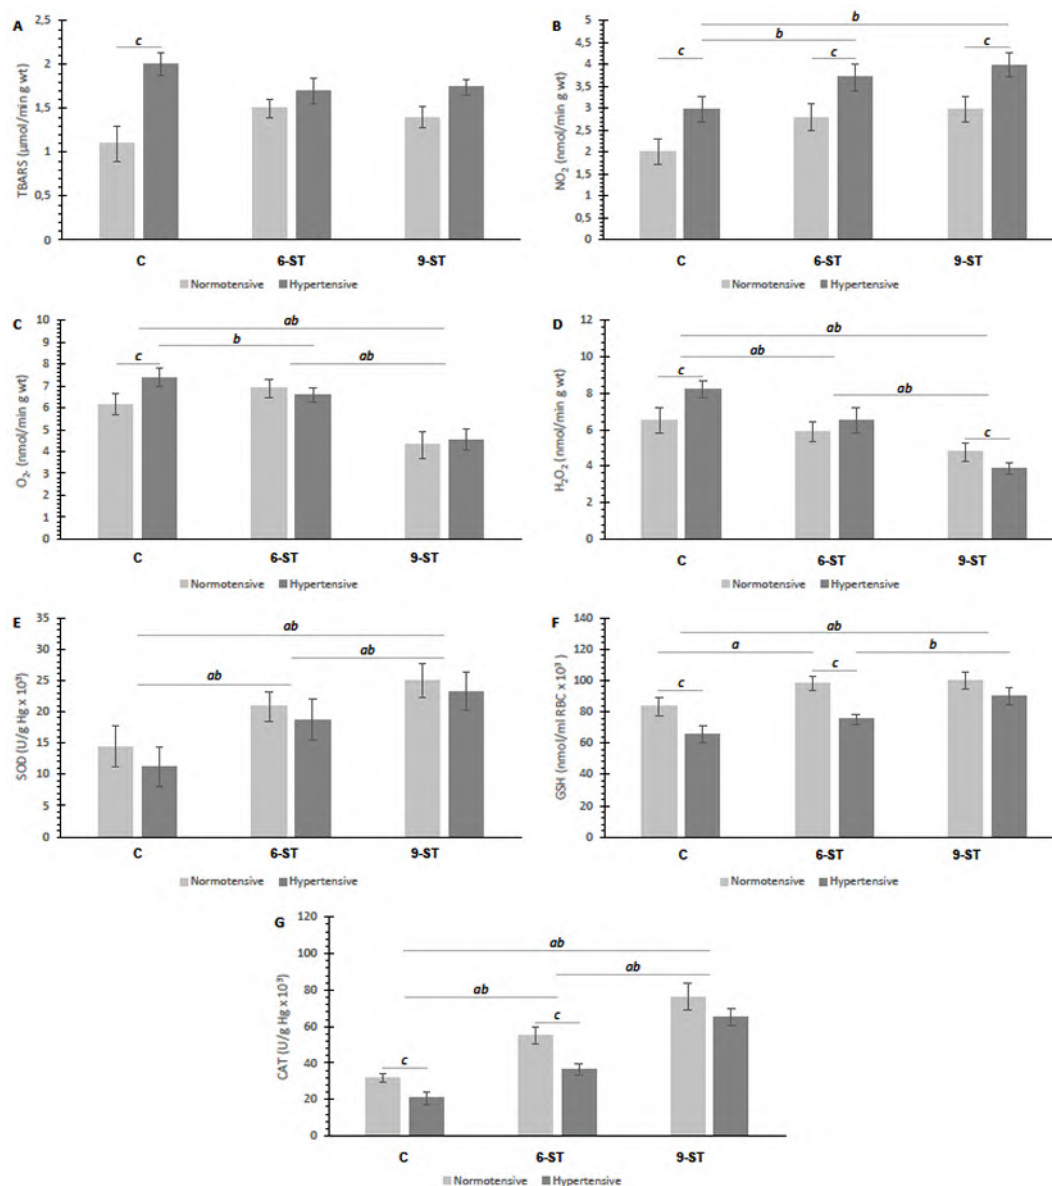 A
TBARS (µmol/min g wt)
2,5
2
1,5
1
0,5
0
c
C 6-ST 9-ST
Normotensive Hypertensive
B
NO2 (nmol/min g wt)
5
4,5
4
3,5
3
2,5
2
1,5
1
0,5
0
b
b
c c c
C 6-ST 9-ST
Normotensive Hypertensive
C
O2- (nmol/min g wt)
10
9
8
7
6
5
4
3
2
1
0
ab
b
ab
c
C 6-ST 9-ST
Normotensive Hypertensive
D
H2O2 (nmol/min g wt)
12
10
8
6
4
2
0
ab
ab
ab
c
c
C 6-ST 9-ST
Normotensive Hypertensive
E
SOD (U/g Hg x 10³)
35
30
25
20
15
10
5
0
ab
ab
ab
C 6-ST 9-ST
Normotensive Hypertensive
F
GSH (nmol/ml RBC x 10³)
140
120
100
80
60
40
20
0
ab
a b
c
c
C 6-ST 9-ST
Normotensive Hypertensive
G
CAT (U/g Hg x 10³)
120
100
80
60
40
20
0
ab
ab
ab
c
c
C 6-ST 9-ST
Normotensive Hypertensive